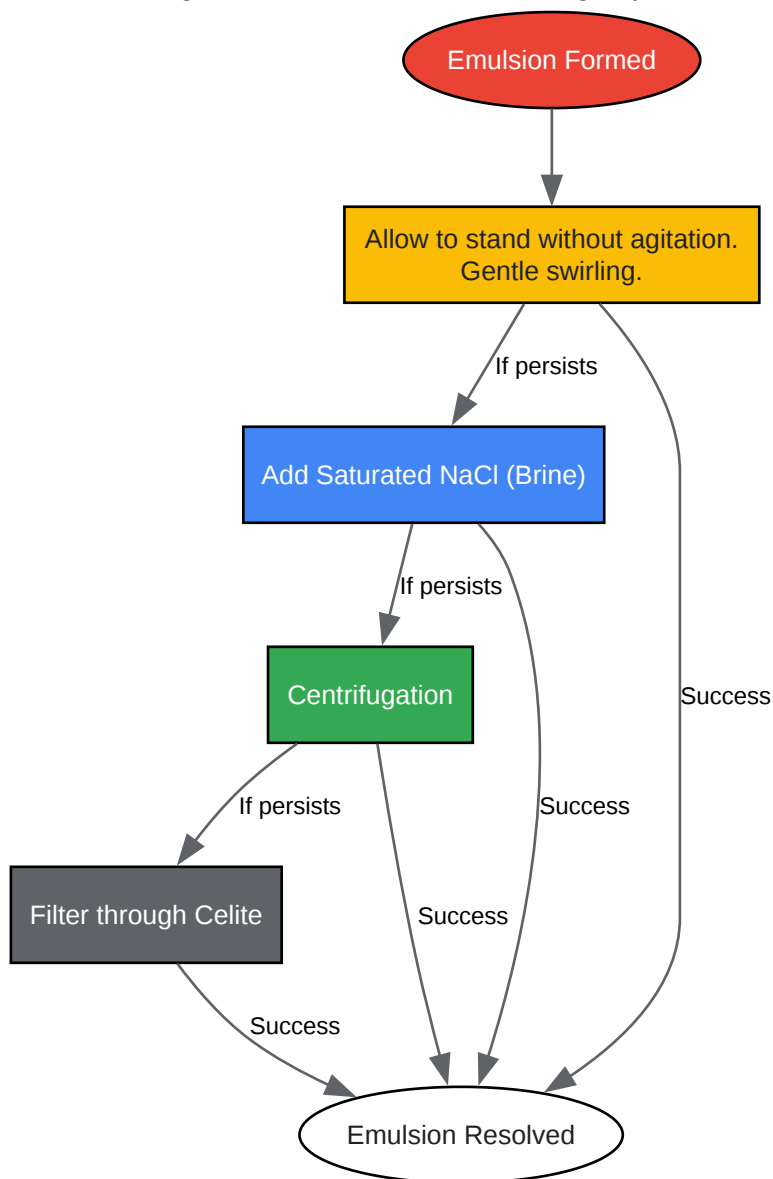 Emulsion Formed
Allow to stand without agitation.
Gentle swirling.
If persists
Add Saturated NaCl (Brine)
If persists
Centrifugation
Success
If persists
Success
Filter through Celite
Success
Success
Emulsion Resolved